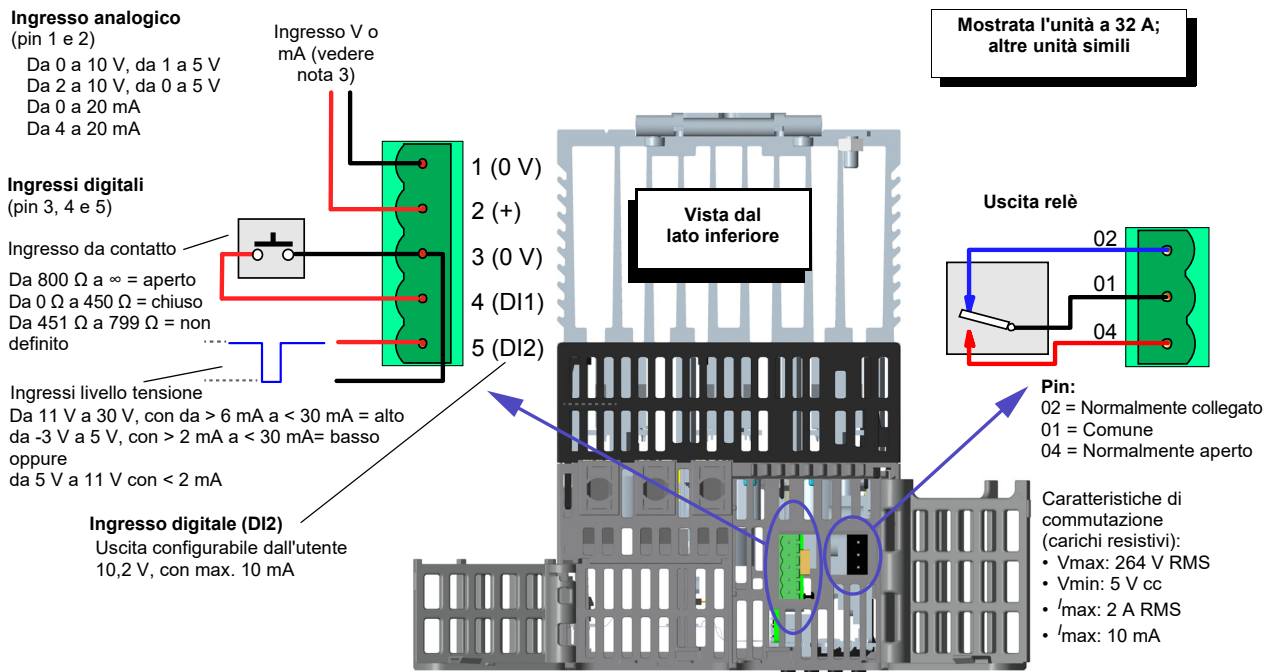 Ingresso analogico
(pin 1 e 2)
Da 0 a 10 V, da 1 a 5 V
Da 2 a 10 V, da 0 a 5 V
Da 0 a 20 mA
Da 4 a 20 mA
Ingresso V o
mA (vedere
nota 3)
Mostrata l'unità a 32 A;
altre unità simili
Ingressi digitali
(pin 3, 4 e 5)
Ingresso da contatto
Da 800 Ω a ∞ = aperto
Da 0 Ω a 450 Ω = chiuso
Da 451 Ω a 799 Ω = non
definito
Ingressi livello tensione
Da 11 V a 30 V, con da > 6 mA a < 30 mA = alto
da -3 V a 5 V, con > 2 mA a < 30 mA= basso
oppure
da 5 V a 11 V con < 2 mA
Ingresso digitale (DI2)
Uscita configurabile dall'utente
10,2 V, con max. 10 mA
1 (0 V)
2 (+)
3 (0 V)
4 (DI1)
5 (DI2)
Vista dal
lato inferiore
Uscita relè
02
01
04
Pin:
02 = Normalmente collegato
01 = Comune
04 = Normalmente aperto
Caratteristiche di
commutazione
(carichi resistivi):
• Vmax: 264 V RMS
• Vmin: 5 V cc
• Imax: 2 A RMS
• Imax: 10 mA